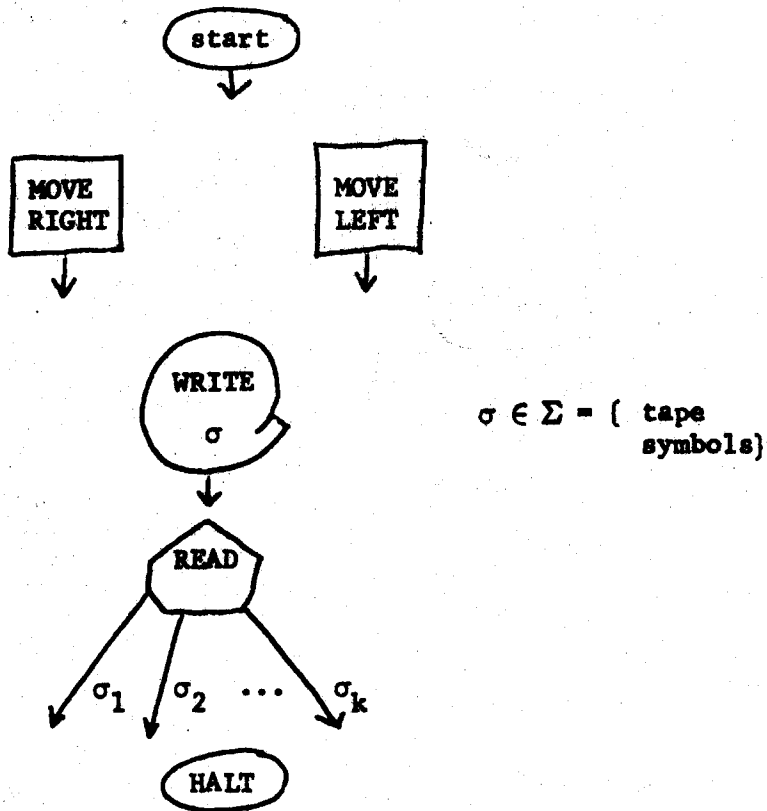 start
MOVE
RIGHT
MOVE
LEFT
WRITE
σ
σ ∈ Σ = { tape
symbols}
READ
σ₁ σ₂ ... σₖ
HALT